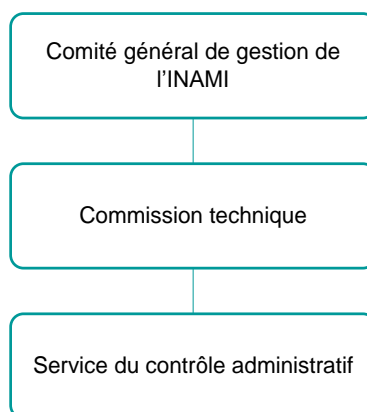 Comité général de gestion de
l'INAMI
Commission technique
Service du contrôle administratif